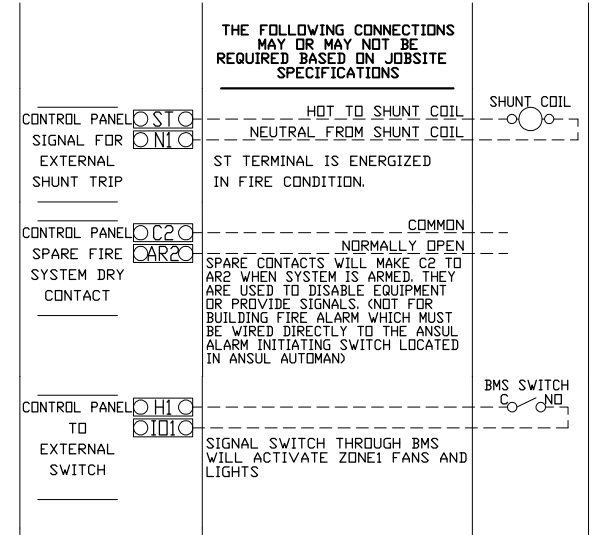 THE FOLLOWING CONNECTIONS
MAY OR MAY NOT BE
REQUIRED BASED ON JOBSITE
SPECIFICATIONS
CONTROL PANEL
SIGNAL FOR
EXTERNAL
SHUNT TRIP
ST
N1
HOT TO SHUNT COIL
NEUTRAL FROM SHUNT COIL
SHUNT COIL
ST TERMINAL IS ENERGIZED
IN FIRE CONDITION.
CONTROL PANEL
SPARE FIRE
SYSTEM DRY
CONTACT
C2
AR2
COMMON
NORMALLY OPEN
SPARE CONTACTS WILL MAKE C2 TO
AR2 WHEN SYSTEM IS ARMED. THEY
ARE USED TO DISABLE EQUIPMENT
OR PROVIDE SIGNALS. (NOT FOR
BUILDING FIRE ALARM WHICH MUST
BE WIRED DIRECTLY TO THE ANSUL
ALARM INITIATING SWITCH LOCATED
IN ANSUL AUTOMAN)
CONTROL PANEL
TO
EXTERNAL
SWITCH
H1
IO1
BMS SWITCH
C NO
SIGNAL SWITCH THROUGH BMS
WILL ACTIVATE ZONE1 FANS AND
LIGHTS